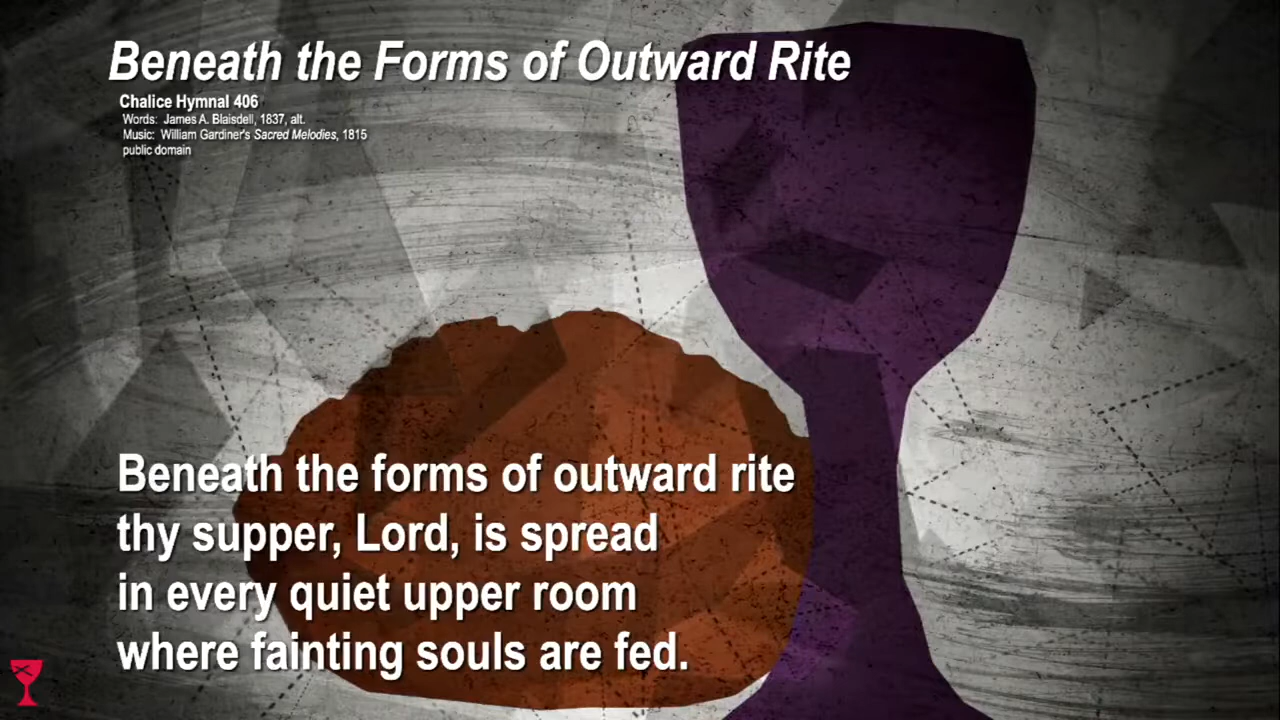 Beneath the Forms of Outward Rite
Chalice Hymnal 406
Words: James A. Blaisdell, 1837, alt.
Music: William Gardiner's Sacred Melodies, 1815
public domain
Beneath the forms of outward rite
thy supper, Lord, is spread
in every quiet upper room
where fainting souls are fed.